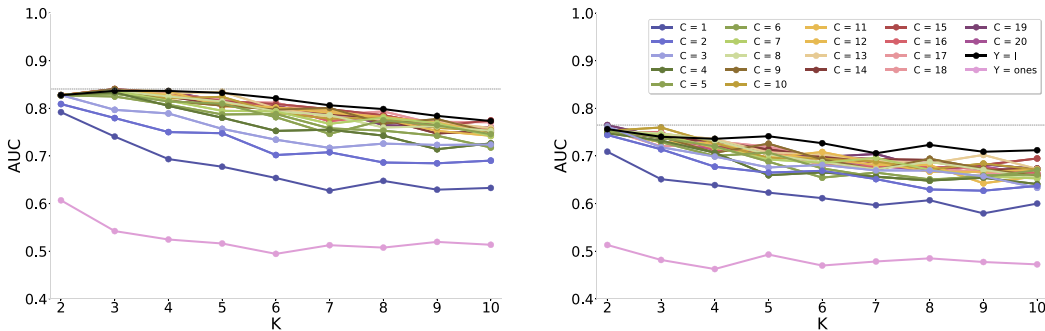 1.0
0.9
0.8
0.7
0.6
0.5
0.4
AUC
2 3 4 5 6 7 8 9 10
K
1.0
0.9
0.8
0.7
0.6
0.5
0.4
AUC
C = 1 C = 6 C = 11 C = 15 C = 19
C = 2 C = 7 C = 12 C = 16 C = 20
C = 3 C = 8 C = 13 C = 17 Y = I
C = 4 C = 9 C = 14 C = 18 Y = ones
C = 5 C = 10
2 3 4 5 6 7 8 9 10
K